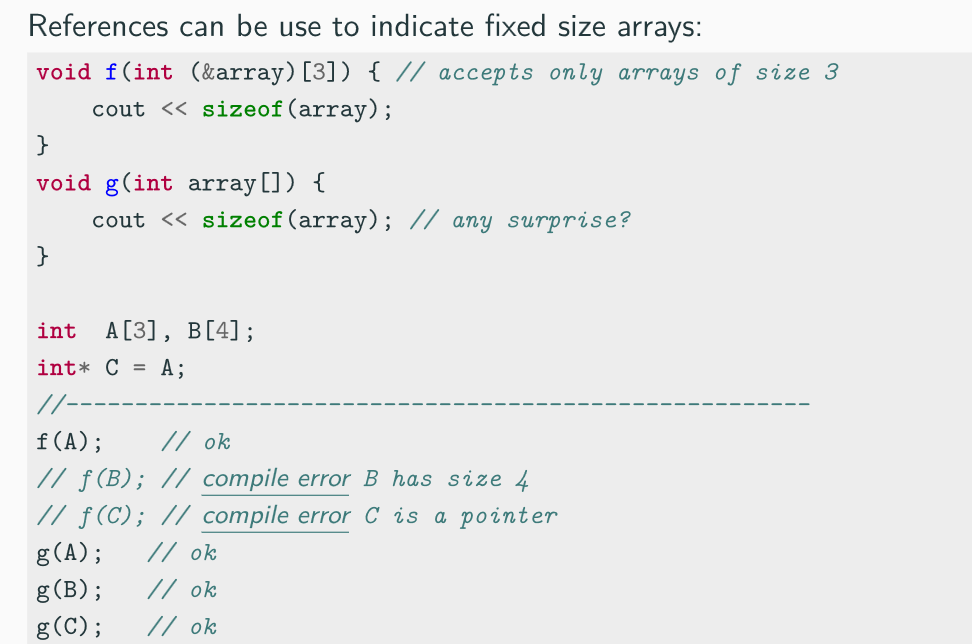 References can be use to indicate fixed size arrays:
void f(int (&array)[3]) { // accepts only arrays of size 3
    cout << sizeof(array);
}
void g(int array[]) {
    cout << sizeof(array); // any surprise?
}
int  A[3], B[4];
int* C = A;
//------------------------------------------------------
f(A);    // ok
// f(B); // compile error B has size 4
// f(C); // compile error C is a pointer
g(A);   // ok
g(B);   // ok
g(C);   // ok